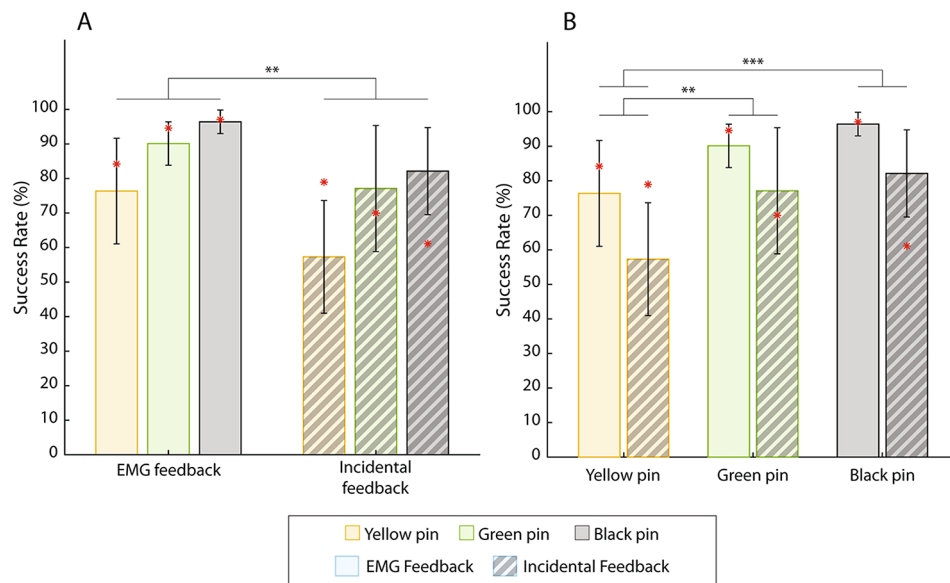 A
Success Rate (%)
100
90
80
70
60
50
40
30
20
10
0
**
EMG feedback
Incidental
feedback
B
Success Rate (%)
100
90
80
70
60
50
40
30
20
10
0
***
**
Yellow pin
Green pin
Black pin
Yellow pin Green pin Black pin
EMG Feedback Incidental Feedback